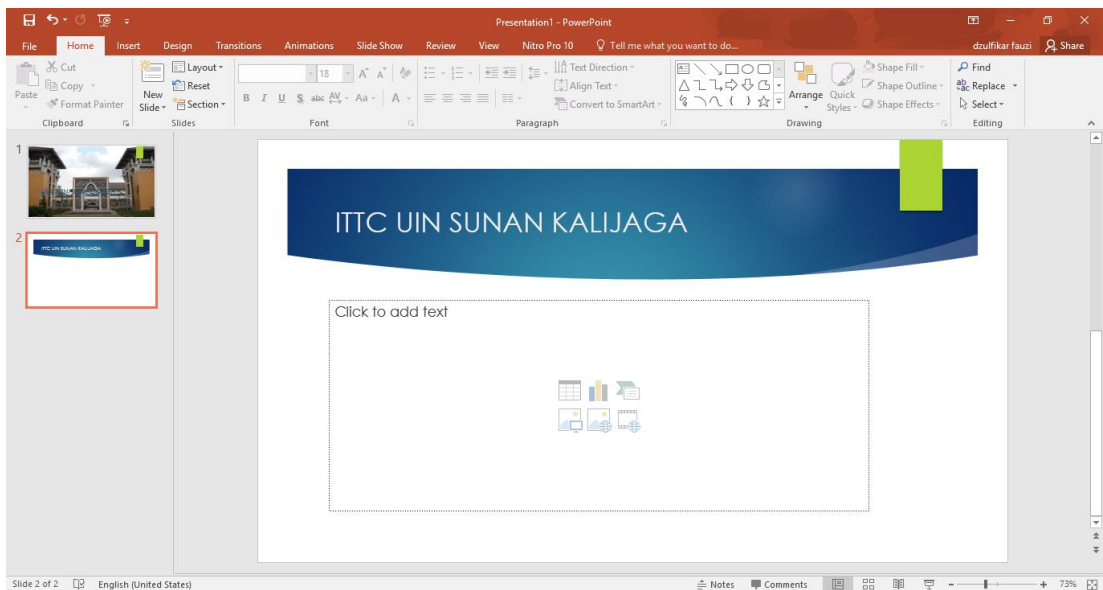 Presentation1 - PowerPoint
File Home Insert Design Transitions Animations Slide Show Review View Nitro Pro 10 Tell me what you want to do... dzulfikar fauzi Share
Paste
Cut
Copy
Format Painter
Clipboard
New Slide
Layout
Reset
Section
Slides
18
B I U S abc AV Aa A
Font
Text Direction
Align Text
Convert to SmartArt
Paragraph
Arrange
Quick Styles
Shape Fill
Shape Outline
Shape Effects
Drawing
Find
Replace
Select
Editing
1
2
ITTC UIN SUNAN KALIJAGA
ITTC UIN SUNAN KALIJAGA
Click to add text
Slide 2 of 2 English (United States) Notes Comments 73%